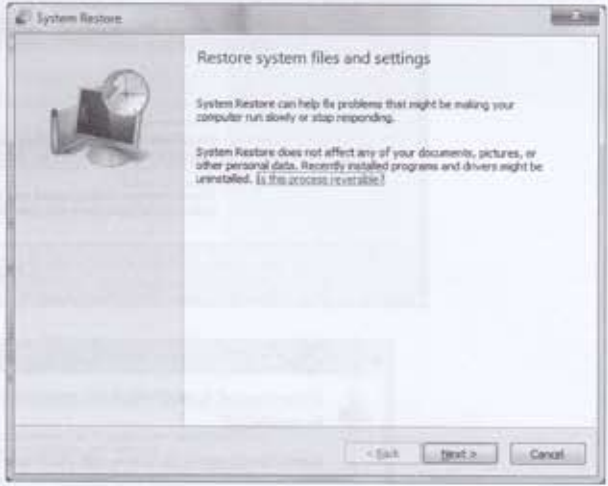 System Restore
Restore system files and settings
System Restore can help fix problems that might be making your
computer run slowly or stop responding.
System Restore does not affect any of your documents, pictures, or
other personal data. Recently installed programs and drivers might be
uninstalled. Is this process reversible?
< Back
Next >
Cancel